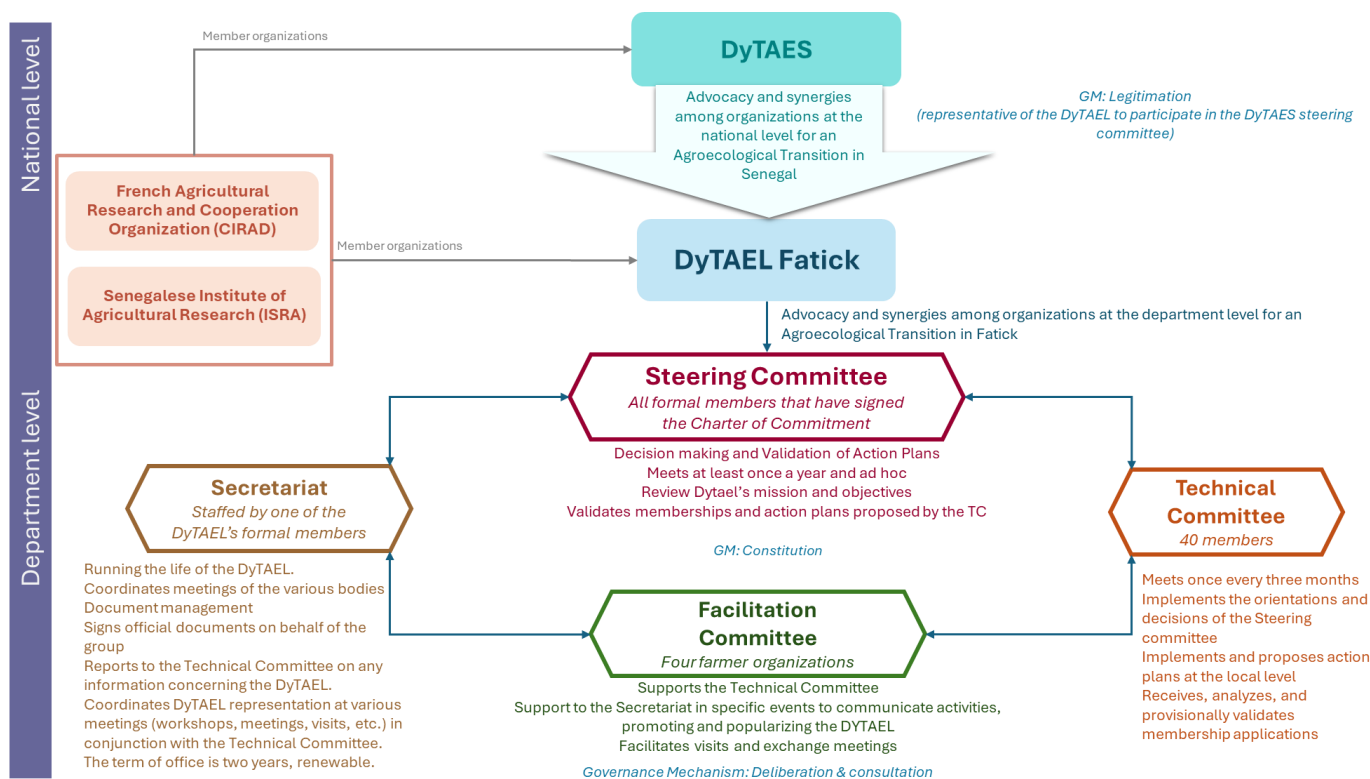 National level
Department level
Member organizations
DyTAES
Advocacy and synergies
among organizations at the
national level for an
Agroecological Transition in
Senegal
GM: Legitimation
(representative of the DyTAEL to participate in the DyTAES steering
committee)
French Agricultural
Research and Cooperation
Organization (CIRAD)
Senegalese Institute of
Agricultural Research (ISRA)
Member organizations
DyTAEL Fatick
Advocacy and synergies among organizations at the department level for an
Agroecological Transition in Fatick
Steering Committee
All formal members that have signed
the Charter of Commitment
Decision making and Validation of Action Plans
Meets at least once a year and ad hoc
Review Dytael's mission and objectives
Validates memberships and action plans proposed by the TC
GM: Constitution
Secretariat
Staffed by one of the
DyTAEL's formal members
Running the life of the DyTAEL.
Coordinates meetings of the various bodies
Document management
Signs official documents on behalf of the
group
Reports to the Technical Committee on any
information concerning the DyTAEL.
Coordinates DyTAEL representation at various
meetings (workshops, meetings, visits, etc.) in
conjunction with the Technical Committee.
The term of office is two years, renewable.
Technical
Committee
40 members
Meets once every three months
Implements the orientations and
decisions of the Steering
committee
Implements and proposes action
plans at the local level
Receives, analyzes, and
provisionally validates
membership applications
Facilitation
Committee
Four farmer organizations
Supports the Technical Committee
Support to the Secretariat in specific events to communicate activities,
promoting and popularizing the DYTAEL
Facilitates visits and exchange meetings
Governance Mechanism: Deliberation & consultation